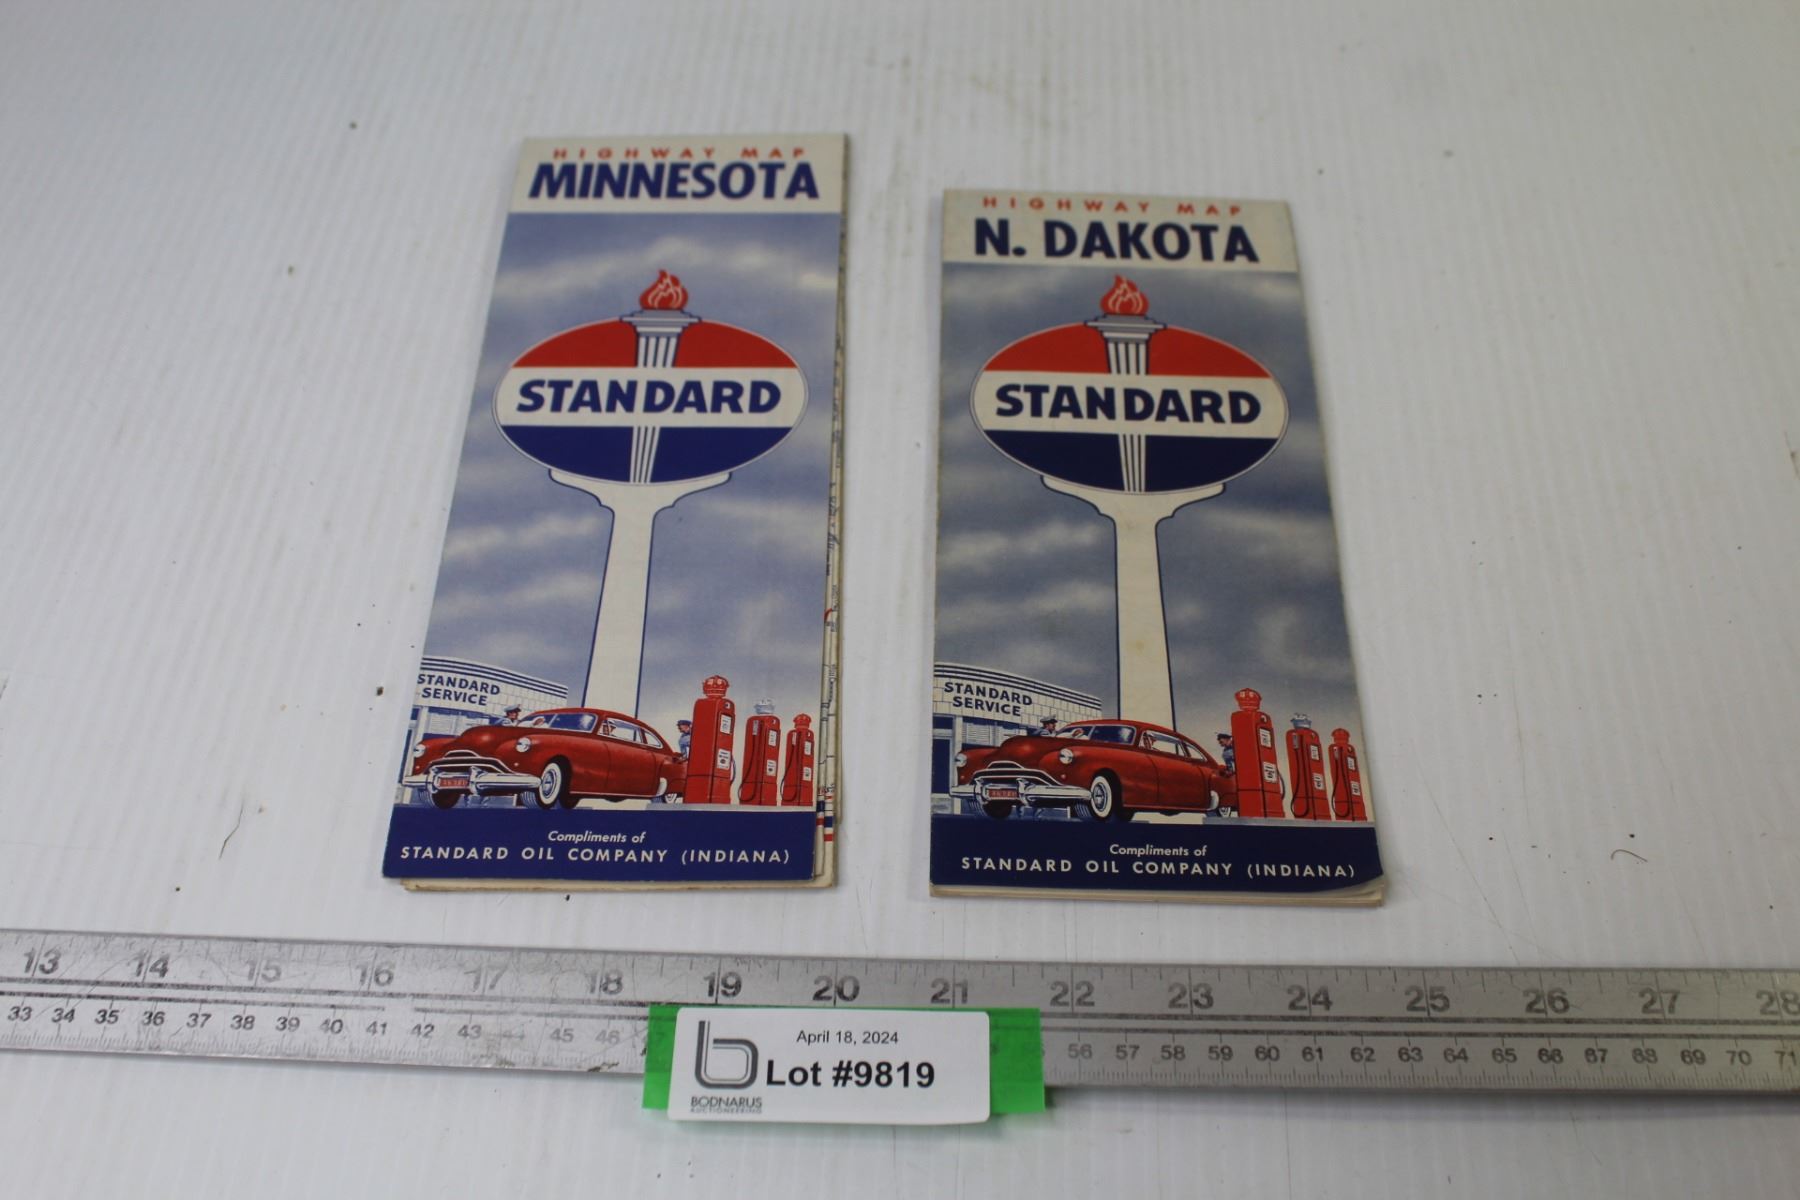 HIGHWAY MAP
MINNESOTA
STANDARD
STANDARD
SERVICE
Compliments of
STANDARD OIL COMPANY (INDIANA)
HIGHWAY MAP
N. DAKOTA
STANDARD
STANDARD
SERVICE
Compliments of
STANDARD OIL COMPANY (INDIANA)
13 14 15 16 17 18 19 20 21 22 23 24 25 26 27 28
33 34 35 36 37 38 39 40 41 42 43 44 45 46 56 57 58 59 60 61 62 63 64 65 66 67 68 69 70 71
April 18, 2024
Lot #9819
BODNARUS
AUCTIONEERING